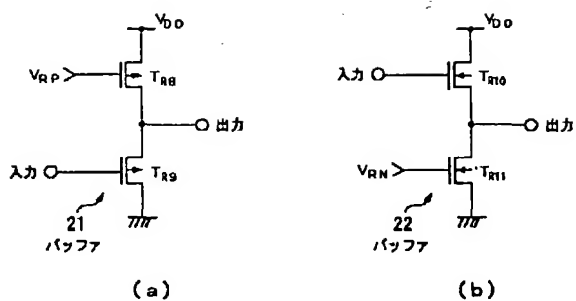 VDD
VRP
TR8
出力
入力
TR9
21
バッファ
(a)
VDD
入力
TR10
出力
VRN
TR11
22
バッファ
(b)